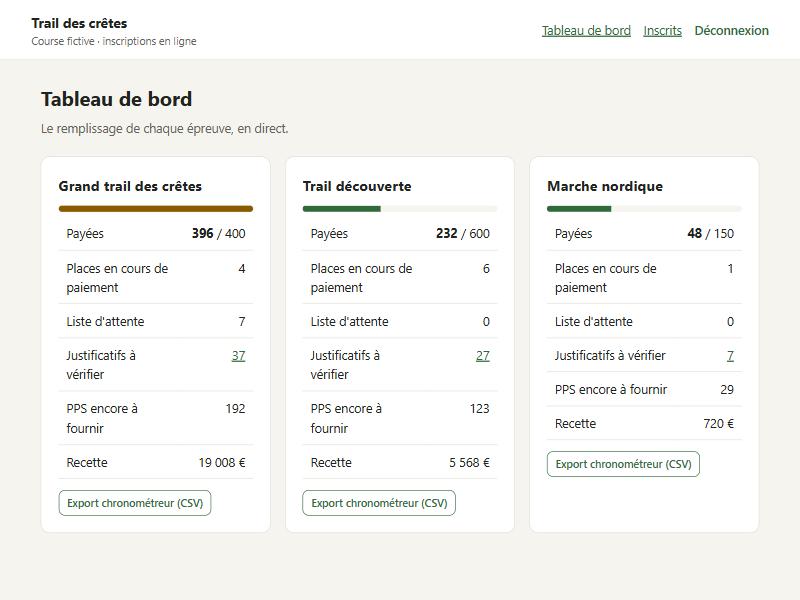 Trail des crêtes
Course fictive · inscriptions en ligne
Tableau de bord Inscrits Déconnexion
Tableau de bord
Le remplissage de chaque épreuve, en direct.
Grand trail des crêtes
Payées 396 / 400
Places en cours de 4
paiement
Liste d'attente 7
Justificatifs à 37
vérifier
PPS encore à 192
fournir
Recette 19 008 €
Export chronométreur (CSV)
Trail découverte
Payées 232 / 600
Places en cours de 6
paiement
Liste d'attente 0
Justificatifs à 27
vérifier
PPS encore à 123
fournir
Recette 5 568 €
Export chronométreur (CSV)
Marche nordique
Payées 48 / 150
Places en cours de 1
paiement
Liste d'attente 0
Justificatifs à vérifier 7
PPS encore à fournir 29
Recette 720 €
Export chronométreur (CSV)